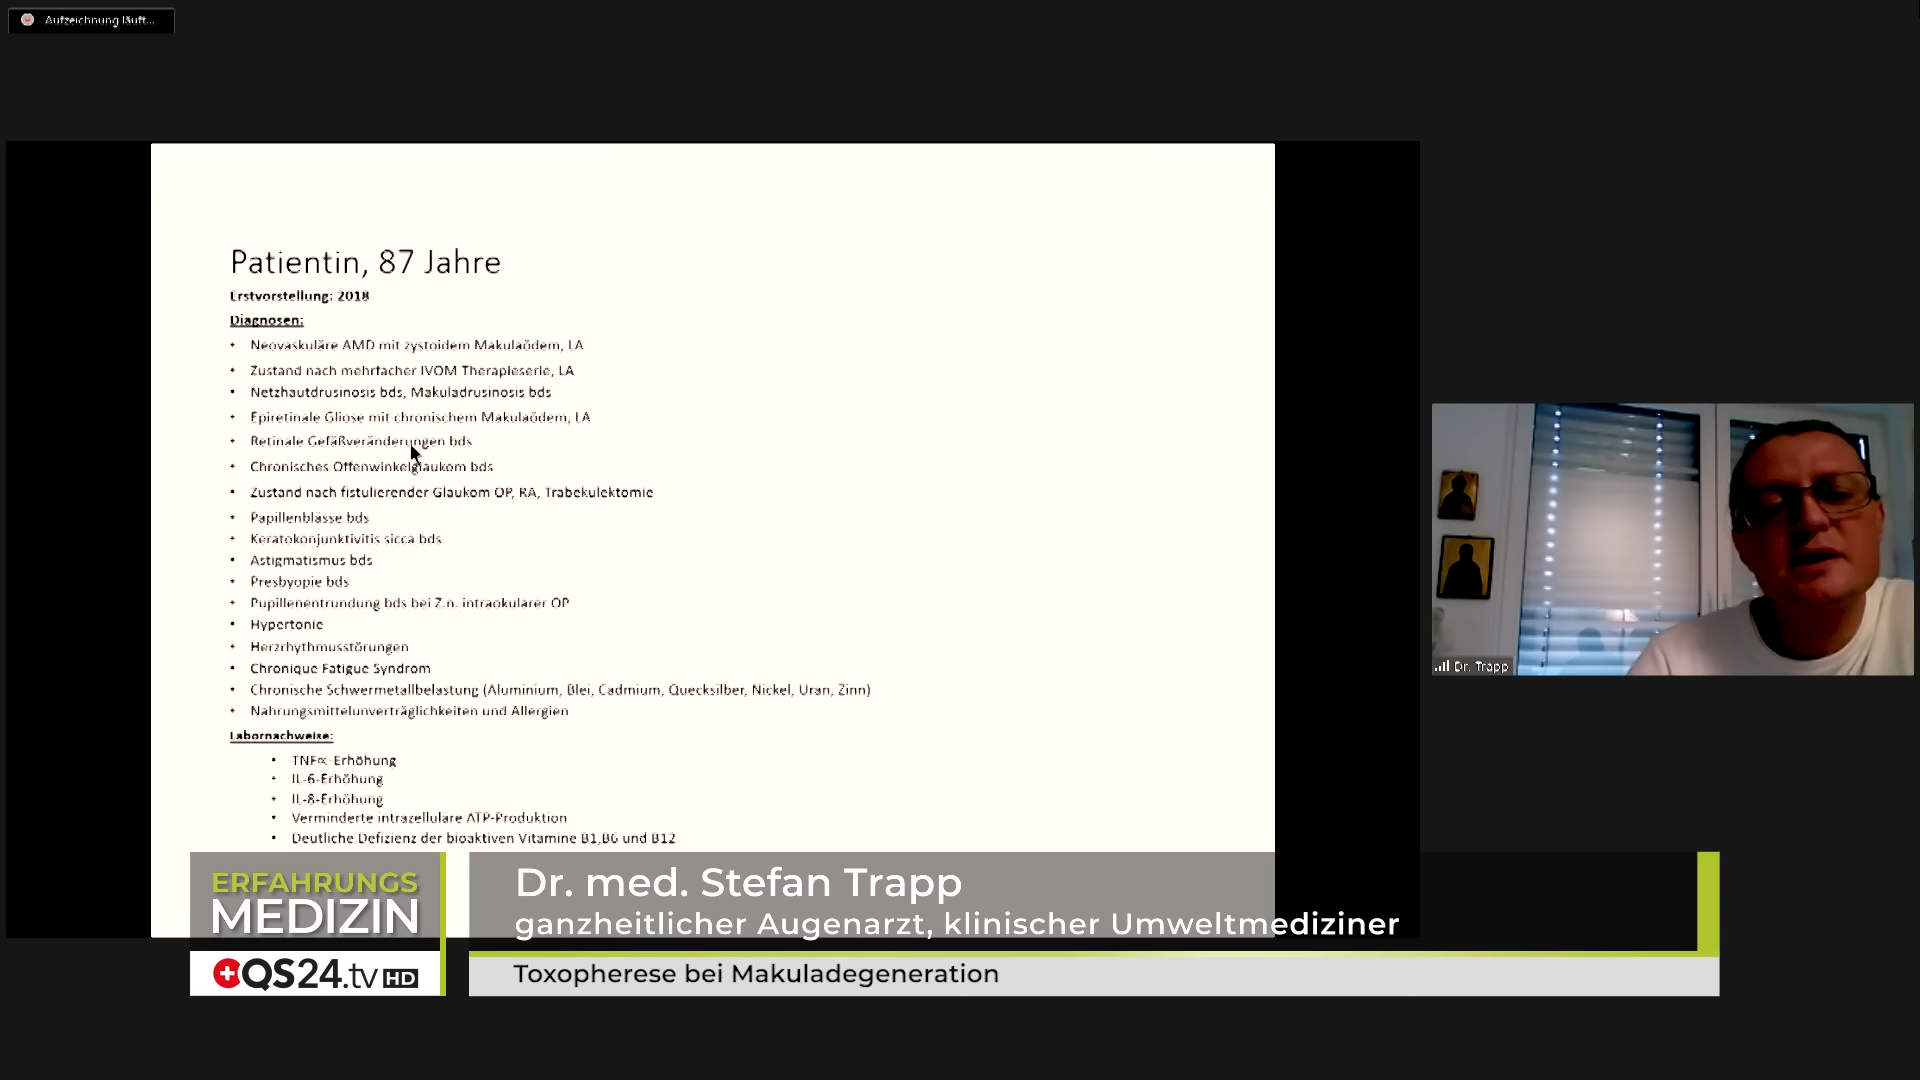 Aufzeichnung läuft...
Patientin, 87 Jahre
Erstvorstellung: 2018
Diagnosen:
• Neovaskuläre AMD mit zystoidem Makulaödem, LA
• Zustand nach mehrfacher IVOM Therapieserie, LA
• Netzhautdrusinosis bds, Makuladrusinosis bds
• Epiretinale Gliose mit chronischem Makulaödem, LA
• Retinale Gefäßveränderungen bds
• Chronisches Offenwinkelglaukom bds
• Zustand nach fistulierender Glaukom OP, RA, Trabekulektomie
• Papillenblässe bds
• Keratokonjunktivitis sicca bds
• Astigmatismus bds
• Presbyopie bds
• Pupillenentrundung bds bei Z.n. intraokularer OP
• Hypertonie
• Herzrhythmusstörungen
• Chronique Fatigue Syndrom
• Chronische Schwermetallbelastung (Aluminium, Blei, Cadmium, Quecksilber, Nickel, Uran, Zinn)
• Nahrungsmittelunverträglichkeiten und Allergien
Labornachweise:
• TNF∝-Erhöhung
• IL-6-Erhöhung
• IL-8-Erhöhung
• Verminderte intrazellulare ATP-Produktion
• Deutliche Defizienz der bioaktiven Vitamine B1,B6 und B12
Dr. Trapp
ERFAHRUNGS
MEDIZIN
QS24.tv HD
Dr. med. Stefan Trapp
ganzheitlicher Augenarzt, klinischer Umweltmediziner
Toxopherese bei Makuladegeneration